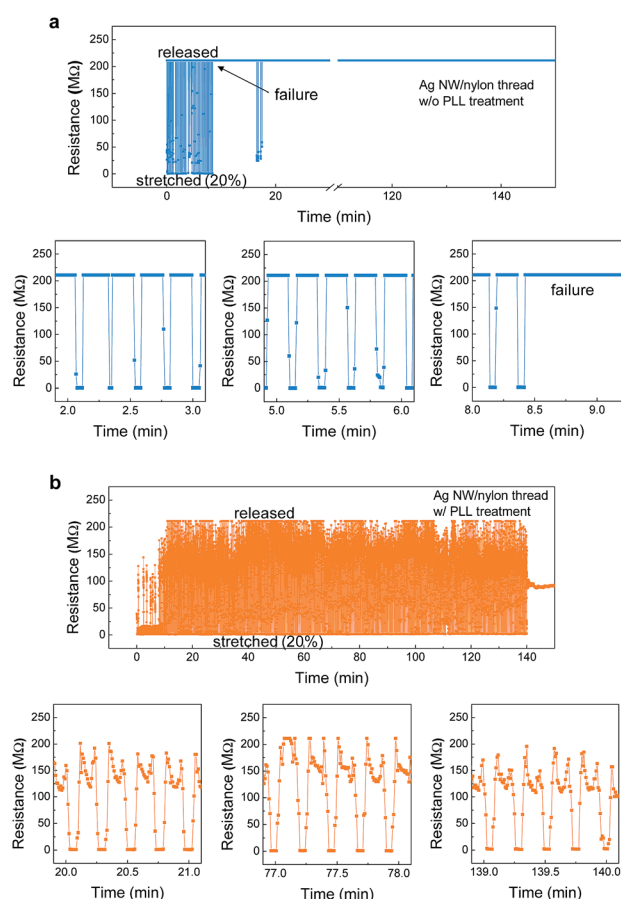 a
250
200
150
100
50
0
Resistance (MΩ)
released
failure
Ag NW/nylon thread
w/o PLL treatment
stretched (20%)
0
20
120
140
Time (min)
250
200
150
100
50
0
Resistance (MΩ)
2.0
2.5
3.0
Time (min)
250
200
150
100
50
0
Resistance (MΩ)
5.0
5.5
6.0
Time (min)
250
200
150
100
50
0
Resistance (MΩ)
failure
8.0
8.5
9.0
Time (min)
b
250
200
150
100
50
0
Resistance (MΩ)
released
Ag NW/nylon thread
w/ PLL treatment
stretched (20%)
0
20
40
60
80
100
120
140
Time (min)
250
200
150
100
50
0
Resistance (MΩ)
20.0
20.5
21.0
Time (min)
250
200
150
100
50
0
Resistance (MΩ)
77.0
77.5
78.0
Time (min)
250
200
150
100
50
0
Resistance (MΩ)
139.0
139.5
140.0
Time (min)